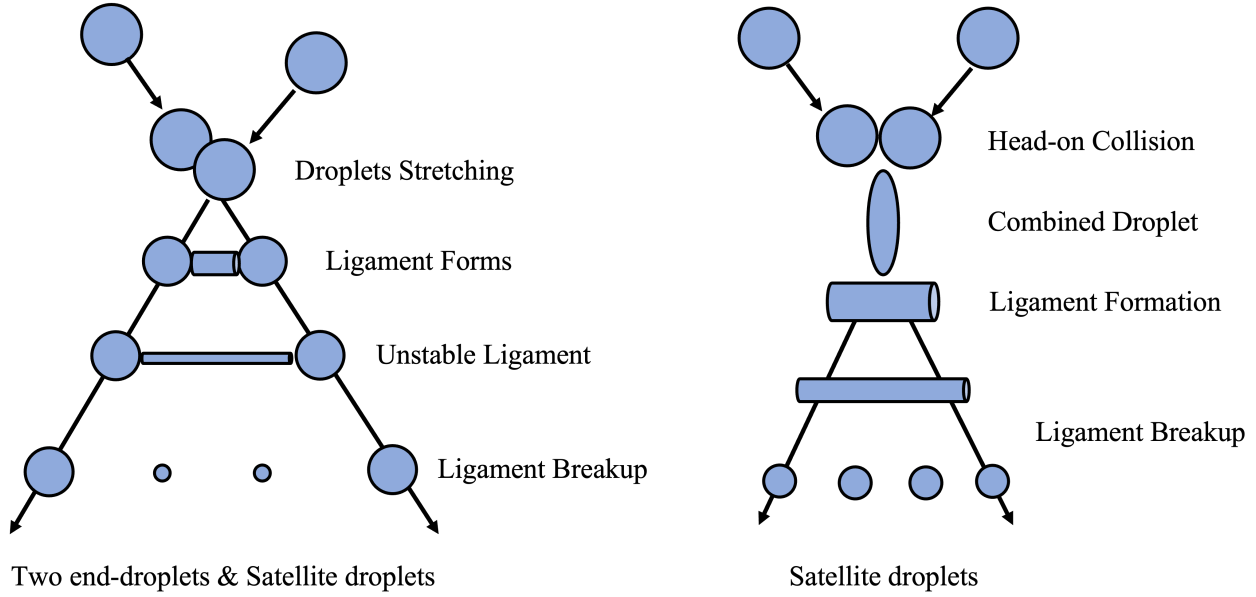 Droplets Stretching
Ligament Forms
Unstable Ligament
Ligament Breakup
Two end-droplets & Satellite droplets
Head-on Collision
Combined Droplet
Ligament Formation
Ligament Breakup
Satellite droplets